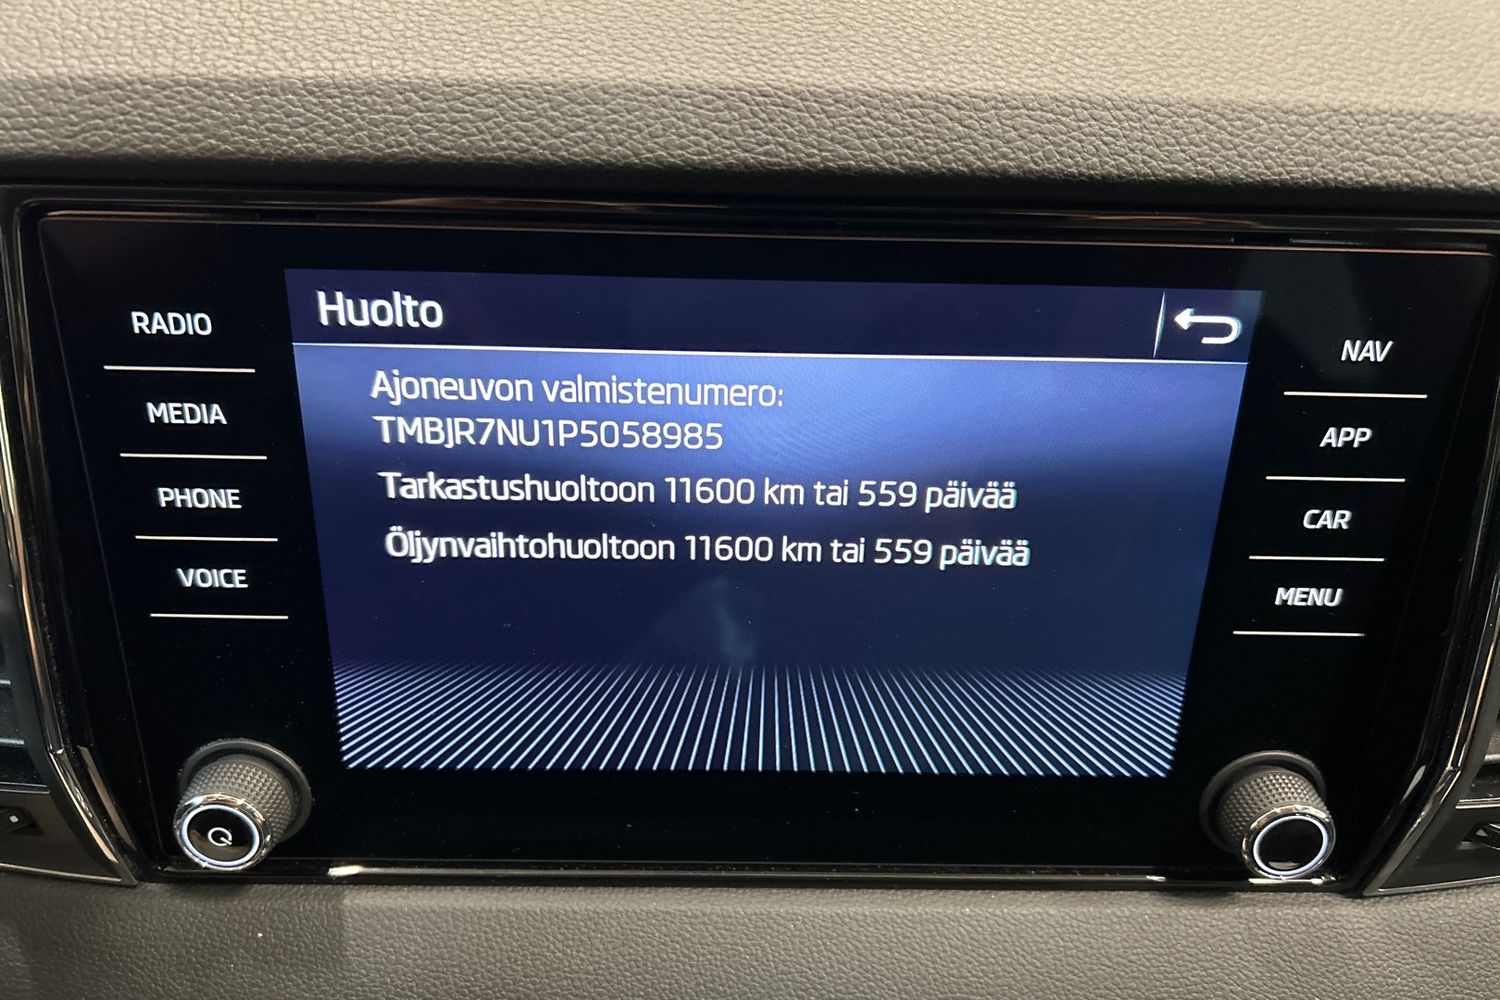 Huolto
RADIO
MEDIA
PHONE
VOICE
Ajoneuvon valmistenumero:
TMBJR7NU1P5058985
Tarkastushuoltoon 11600 km tai 559 päivää
Öljynvaihtohuoltoon 11600 km tai 559 päivää
NAV
APP
CAR
MENU